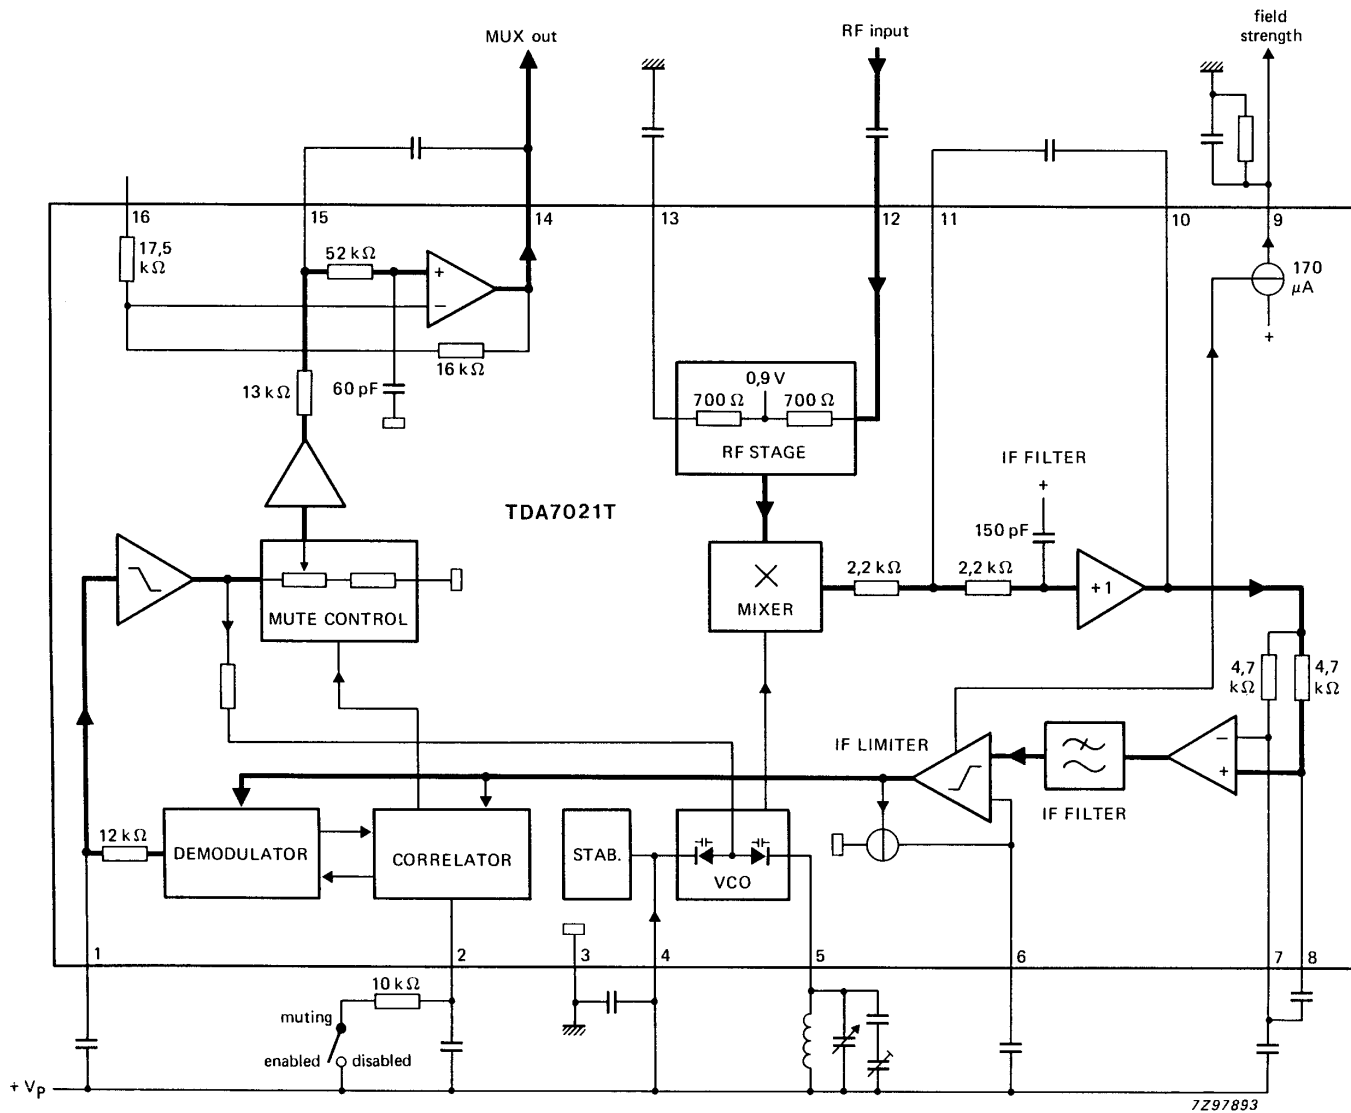 MUX out
RF input
field
strength
16
15
14
13
12
11
10
9
17,5
kΩ
52 kΩ
+
−
16 kΩ
13 kΩ
60 pF
170
μA
+
0,9 V
700 Ω
700 Ω
RF STAGE
IF FILTER
+
150 pF
TDA7021T
2,2 kΩ
2,2 kΩ
+1
MIXER
MUTE CONTROL
4,7
kΩ
4,7
kΩ
IF LIMITER
−
+
IF FILTER
12 kΩ
DEMODULATOR
CORRELATOR
STAB.
VCO
1
2
3
4
5
6
7
8
10 kΩ
muting
enabled
disabled
+ VP
7Z97893